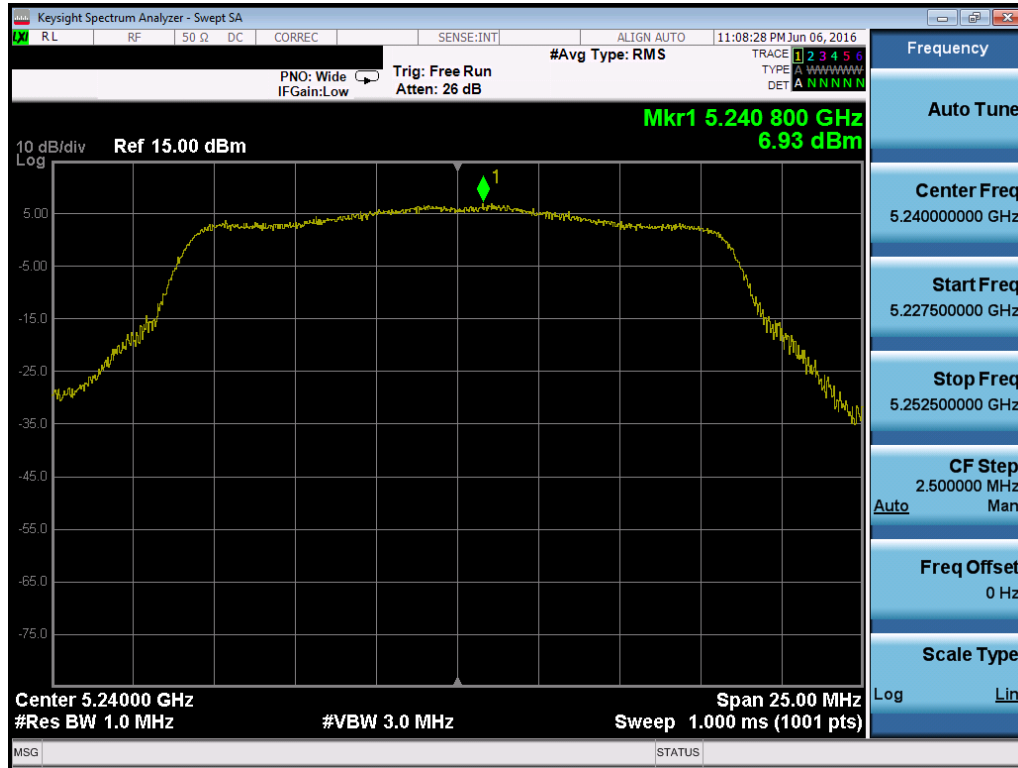 Keysight Spectrum Analyzer - Swept SA
LXI RL RF 50 Ω DC CORREC SENSE:INT ALIGN AUTO 11:08:28 PM Jun 06, 2016
PNO: Wide
IFGain:Low
Trig: Free Run
Atten: 26 dB
#Avg Type: RMS
TRACE 1 2 3 4 5 6
TYPE A WWWWW
DET A N N N N N
Mkr1 5.240 800 GHz
6.93 dBm
10 dB/div Ref 15.00 dBm
Log
1
5.00
-5.00
-15.0
-25.0
-35.0
-45.0
-55.0
-65.0
-75.0
Center 5.24000 GHz Span 25.00 MHz
#Res BW 1.0 MHz #VBW 3.0 MHz Sweep 1.000 ms (1001 pts)
MSG STATUS
Frequency
Auto Tune
Center Freq
5.240000000 GHz
Start Freq
5.227500000 GHz
Stop Freq
5.252500000 GHz
CF Step
2.500000 MHz
Auto Man
Freq Offset
0 Hz
Scale Type
Log Lin